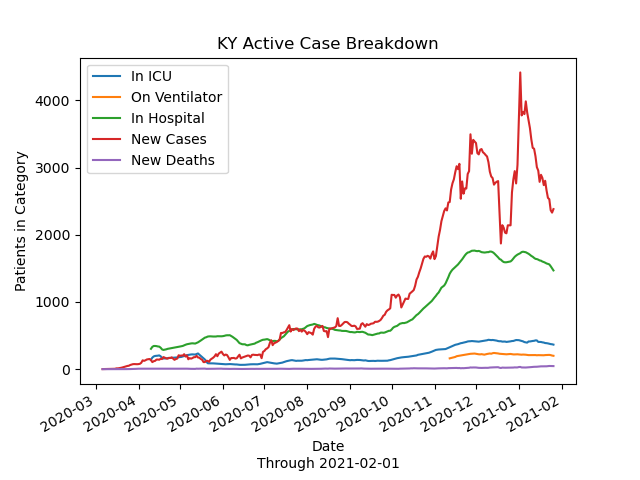 KY Active Case Breakdown
In ICU
On Ventilator
In Hospital
New Cases
New Deaths
Patients in Category
4000
3000
2000
1000
0
2020-03
2020-04
2020-05
2020-06
2020-07
2020-08
2020-09
2020-10
2020-11
2020-12
2021-01
2021-02
Date
Through 2021-02-01